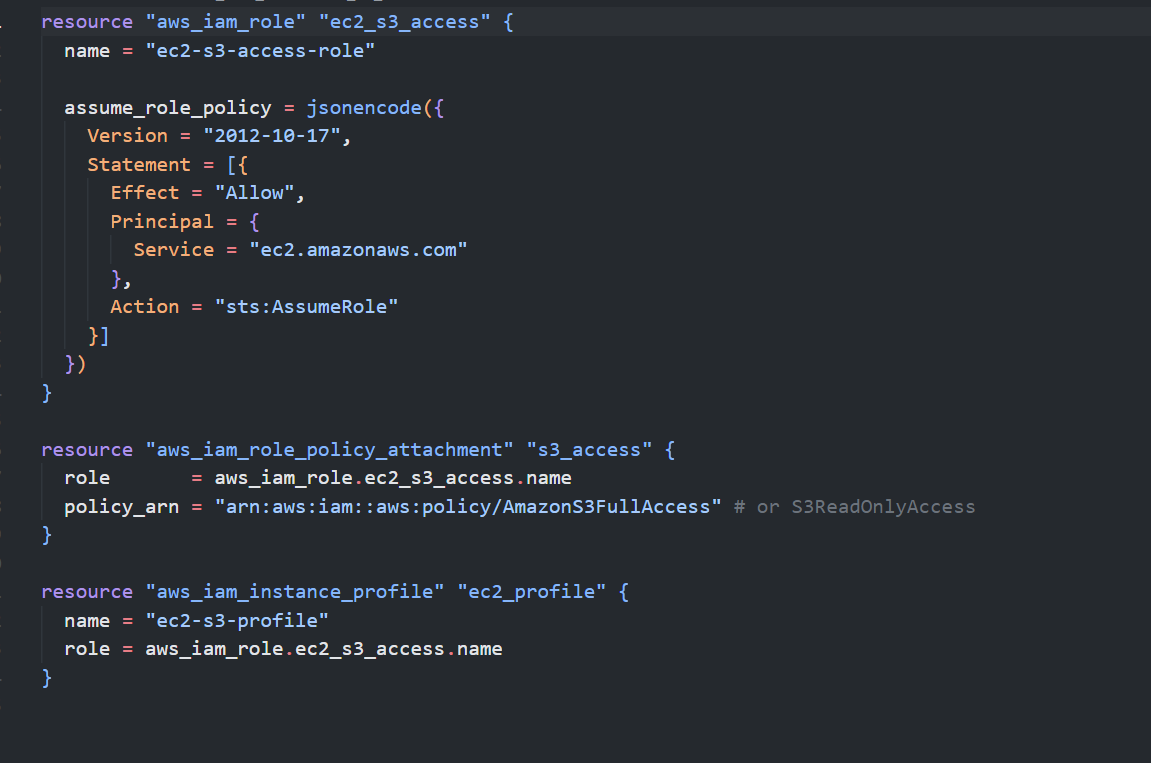 resource "aws_iam_role" "ec2_s3_access" {
  name = "ec2-s3-access-role"

  assume_role_policy = jsonencode({
    Version = "2012-10-17",
    Statement = [{
      Effect = "Allow",
      Principal = {
        Service = "ec2.amazonaws.com"
      },
      Action = "sts:AssumeRole"
    }]
  })
}

resource "aws_iam_role_policy_attachment" "s3_access" {
  role       = aws_iam_role.ec2_s3_access.name
  policy_arn = "arn:aws:iam::aws:policy/AmazonS3FullAccess" # or S3ReadOnlyAccess
}

resource "aws_iam_instance_profile" "ec2_profile" {
  name = "ec2-s3-profile"
  role = aws_iam_role.ec2_s3_access.name
}